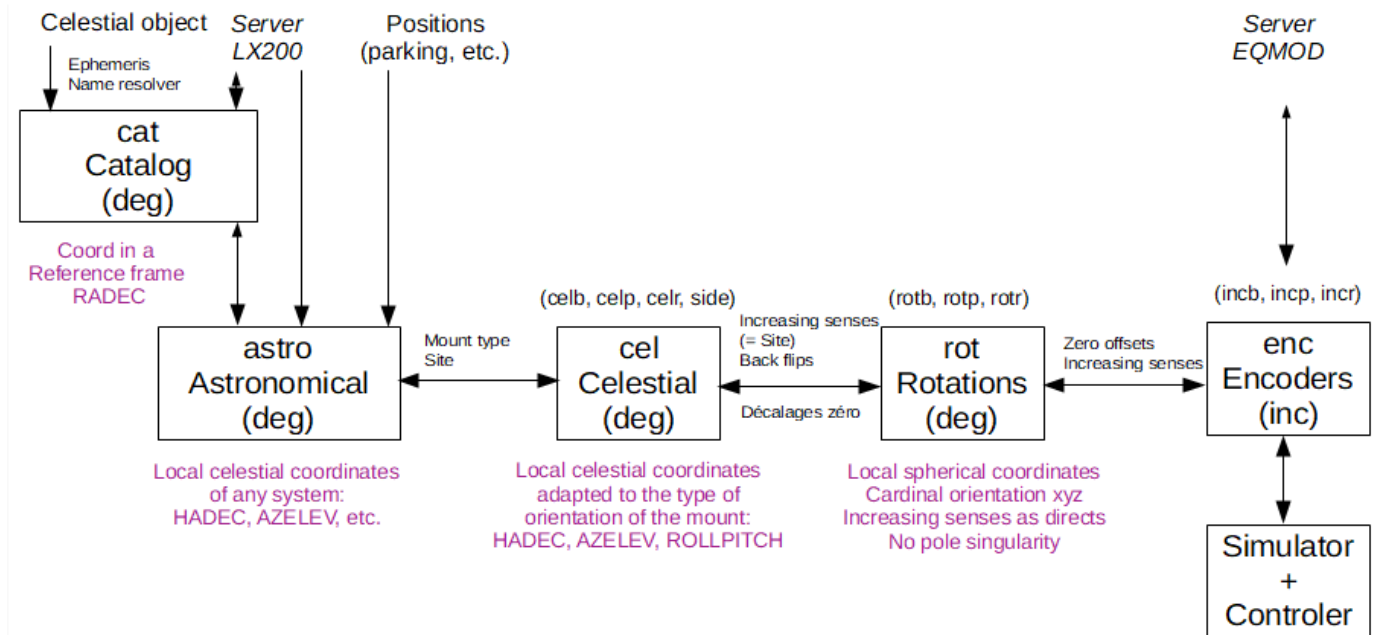 Celestial object
Server
LX200
Positions
(parking, etc.)
Server
EQMOD
Ephemeris
Name resolver
cat
Catalog
(deg)
Coord in a
Reference frame
RADEC
(celb, celp, celr, side)
(rotb, rotp, rotr)
(incb, incp, incr)
astro
Astronomical
(deg)
Mount type
Site
cel
Celestial
(deg)
Increasing senses
(= Site)
Back flips
Décalages zéro
rot
Rotations
(deg)
Zero offsets
Increasing senses
enc
Encoders
(inc)
Local celestial coordinates
of any system:
HADEC, AZELEV, etc.
Local celestial coordinates
adapted to the type of
orientation of the mount:
HADEC, AZELEV, ROLLPITCH
Local spherical coordinates
Cardinal orientation xyz
Increasing senses as directs
No pole singularity
Simulator
+
Controler